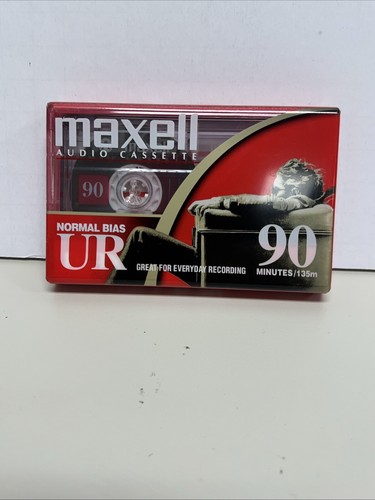 maxell
AUDIO CASSETTE
90
NORMAL BIAS
UR
GREAT FOR EVERYDAY RECORDING
90
MINUTES/135m